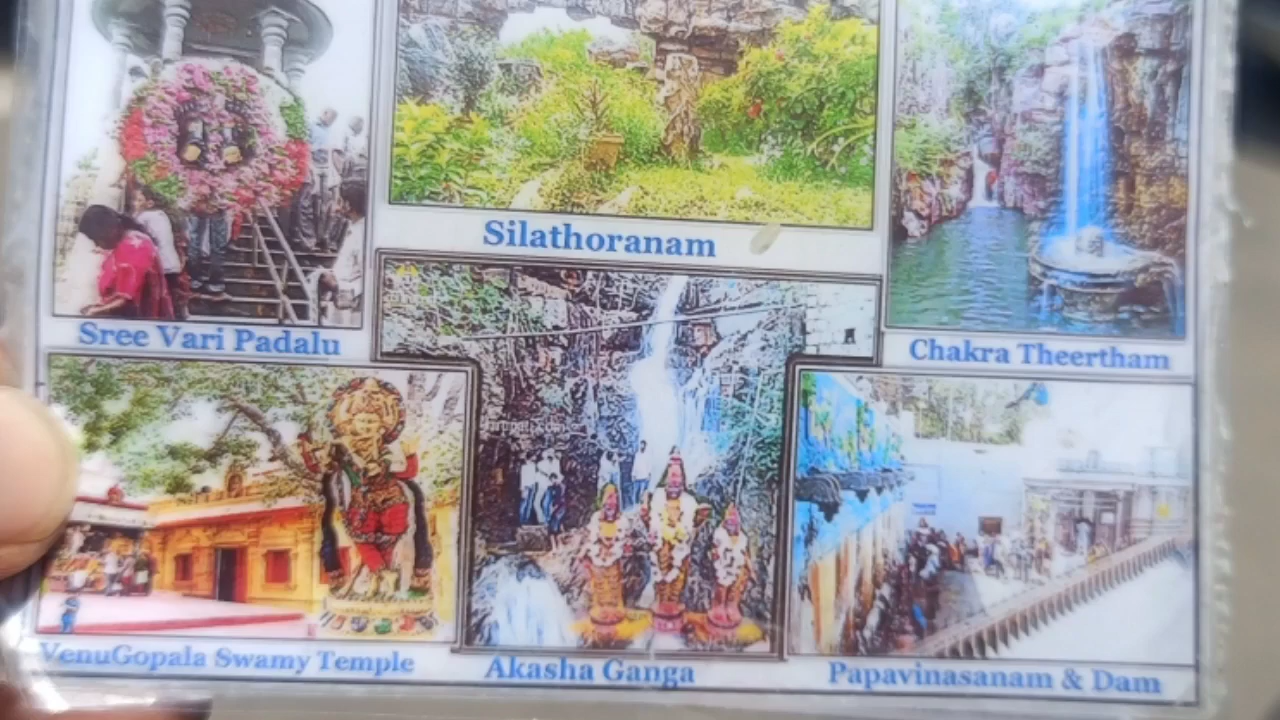 Silathoranam
Sree Vari Padalu
Chakra Theertham
VenuGopala Swamy Temple
Akasha Ganga
Papavinasanam & Dam